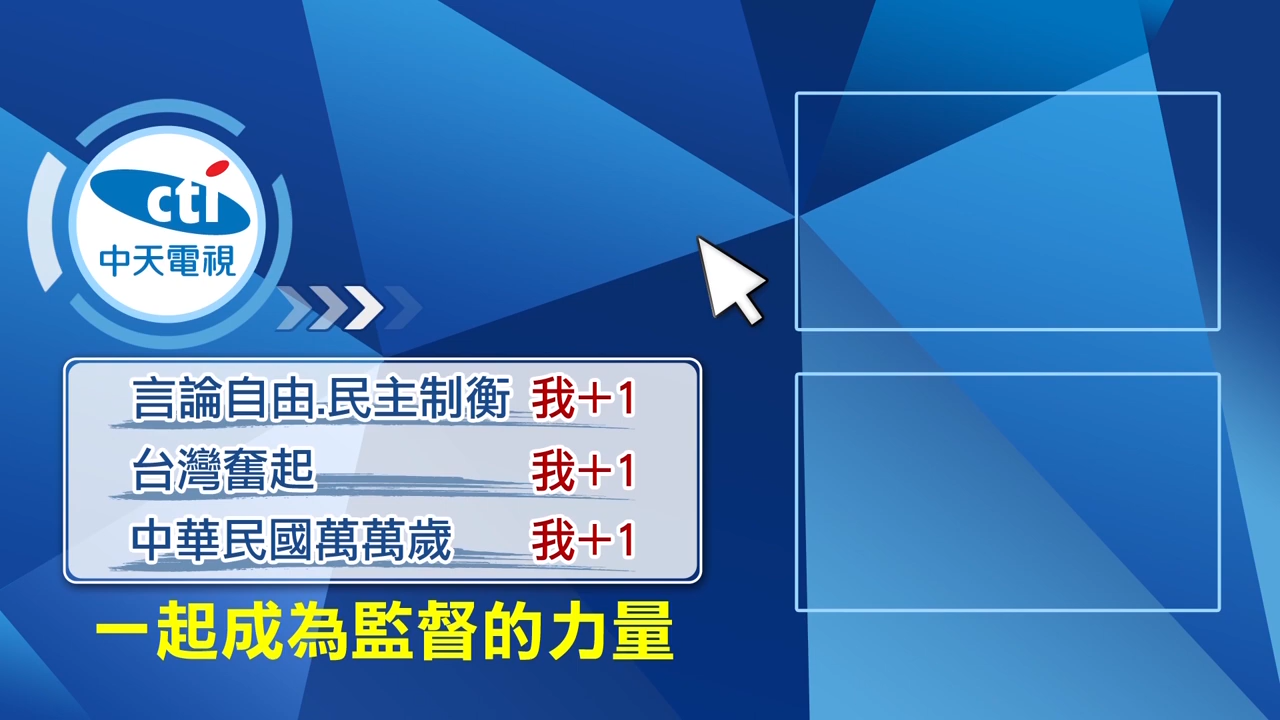 cti
中天電視
言論自由.民主制衡 我+1
台灣奮起 我+1
中華民國萬萬歲 我+1
一起成為監督的力量